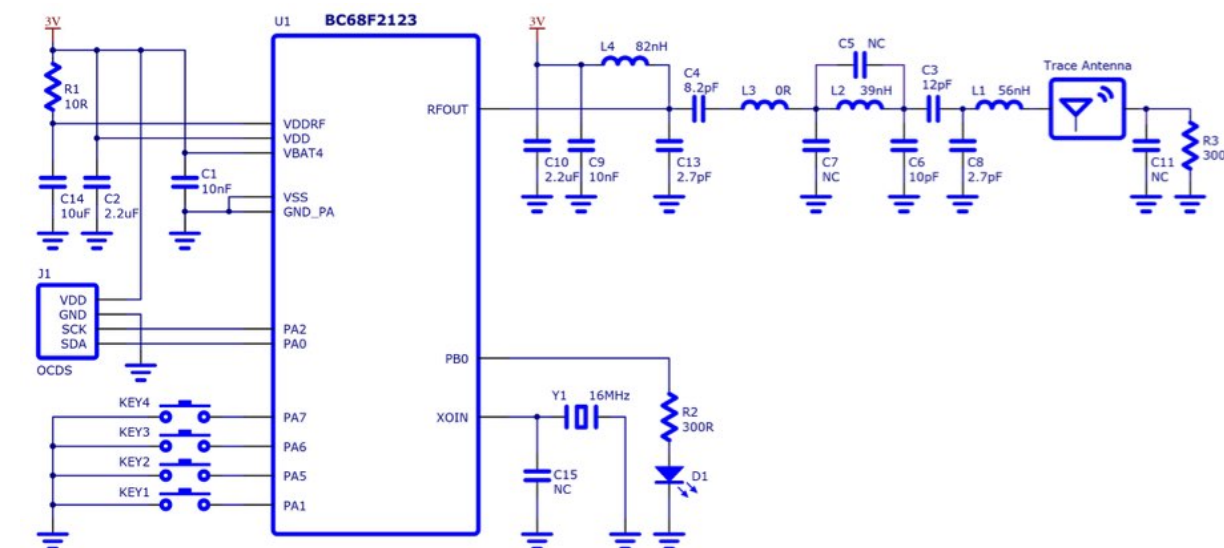 3V
U1
BC68F2123
R1
10R
C14
10uF
C2
2.2uF
C1
10nF
VDDRF
VDD
VBAT4
VSS
GND_PA
PA2
PA0
PA7
PA6
PA5
PA1
RFOUT
PB0
XOIN
J1
VDD
GND
SCK
SDA
OCDS
KEY4
KEY3
KEY2
KEY1
3V
L4 82nH
C10
2.2uF
C9
10nF
C13
2.7pF
C4
8.2pF
L3 0R
C5 NC
L2 39nH
C7
NC
C6
10pF
C3
12pF
C8
2.7pF
L1 56nH
Trace Antenna
C11
NC
R3
300
Y1 16MHz
C15
NC
R2
300R
D1